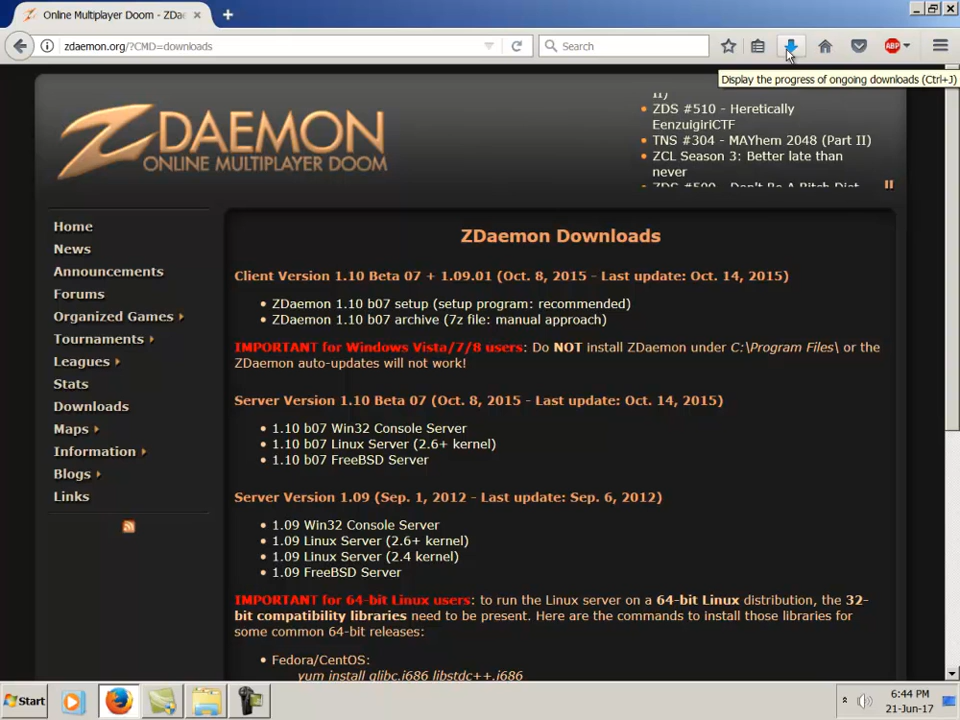 Online Multiplayer Doom - ZDa
zdaemon.org/?CMD=downloads
Search
ABP
Display the progress of ongoing downloads (Ctrl+J)
ZDAEMON
ONLINE MULTIPLAYER DOOM
II)
ZDS #510 - Heretically
EenzuigiriCTF
TNS #304 - MAYhem 2048 (Part II)
ZCL Season 3: Better late than
never
ZDS #509 - Don't Be A Bitch Diet
Home
News
Announcements
Forums
Organized Games
Tournaments
Leagues
Stats
Downloads
Maps
Information
Blogs
Links
ZDaemon Downloads
Client Version 1.10 Beta 07 + 1.09.01 (Oct. 8, 2015 - Last update: Oct. 14, 2015)
ZDaemon 1.10 b07 setup (setup program: recommended)
ZDaemon 1.10 b07 archive (7z file: manual approach)
IMPORTANT for Windows Vista/7/8 users: Do NOT install ZDaemon under C:\Program Files\ or the
ZDaemon auto-updates will not work!
Server Version 1.10 Beta 07 (Oct. 8, 2015 - Last update: Oct. 14, 2015)
1.10 b07 Win32 Console Server
1.10 b07 Linux Server (2.6+ kernel)
1.10 b07 FreeBSD Server
Server Version 1.09 (Sep. 1, 2012 - Last update: Sep. 6, 2012)
1.09 Win32 Console Server
1.09 Linux Server (2.6+ kernel)
1.09 Linux Server (2.4 kernel)
1.09 FreeBSD Server
IMPORTANT for 64-bit Linux users: to run the Linux server on a 64-bit Linux distribution, the 32-
bit compatibility libraries need to be present. Here are the commands to install those libraries for
some common 64-bit releases:
Fedora/CentOS:
yum install glibc.i686 libstdc++.i686
Start
6:44 PM
21-Jun-17